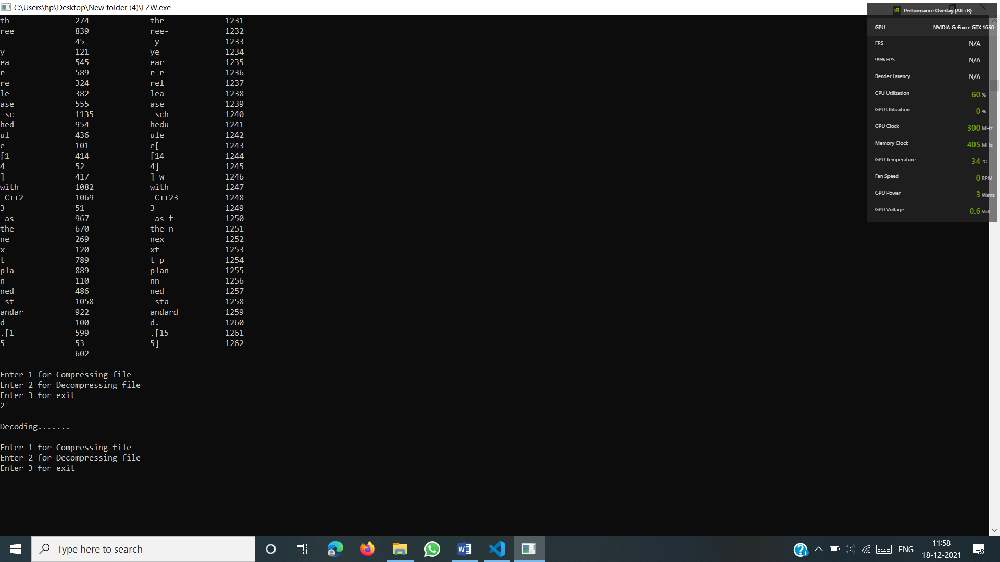 C:\Users\hp\Desktop\New folder (4)\LZW.exe
th 274 thr 1231
ree 839 ree- 1232
- 45 -y 1233
y 121 ye 1234
ea 545 ear 1235
r 589 r r 1236
re 324 rel 1237
le 382 lea 1238
ase 555 ase 1239
sc 1135 sch 1240
hed 954 hedu 1241
ul 436 ule 1242
e 101 e[ 1243
[1 414 [14 1244
4 52 4] 1245
] 417 ] w 1246
with 1082 with 1247
C++2 1069 C++23 1248
3 51 3 1249
as 967 as t 1250
the 670 the n 1251
ne 269 nex 1252
x 120 xt 1253
t 789 t p 1254
pla 889 plan 1255
n 110 nn 1256
ned 486 ned 1257
st 1058 sta 1258
andar 922 andard 1259
d 100 d. 1260
.[1 599 .[15 1261
5 53 5] 1262
602
Enter 1 for Compressing file
Enter 2 for Decompressing file
Enter 3 for exit
2
Decoding.......
Enter 1 for Compressing file
Enter 2 for Decompressing file
Enter 3 for exit
Performance Overlay (Alt+R)
GPU NVIDIA GeForce GTX 1650
FPS N/A
99% FPS N/A
Render Latency N/A
CPU Utilization 60 %
GPU Utilization 0 %
GPU Clock 300 MHz
Memory Clock 405 MHz
GPU Temperature 34 °C
Fan Speed 0 RPM
GPU Power 3 Watts
GPU Voltage 0.6 Volt
Type here to search
ENG
11:58
18-12-2021